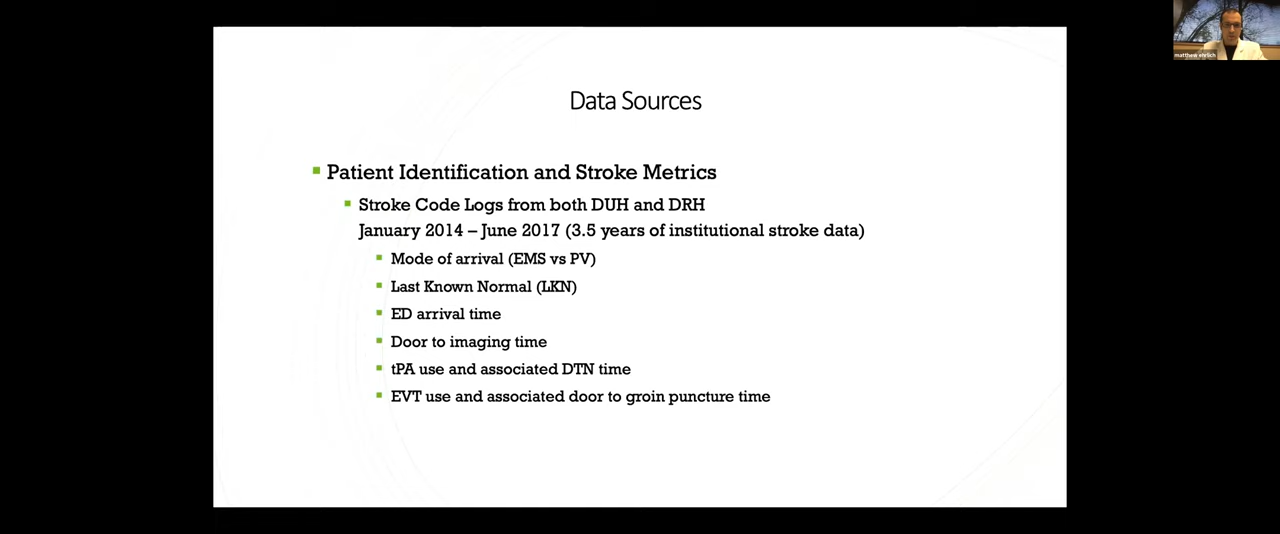 matthew ehrlich
Data Sources
Patient Identification and Stroke Metrics
Stroke Code Logs from both DUH and DRH
January 2014 – June 2017 (3.5 years of institutional stroke data)
Mode of arrival (EMS vs PV)
Last Known Normal (LKN)
ED arrival time
Door to imaging time
tPA use and associated DTN time
EVT use and associated door to groin puncture time